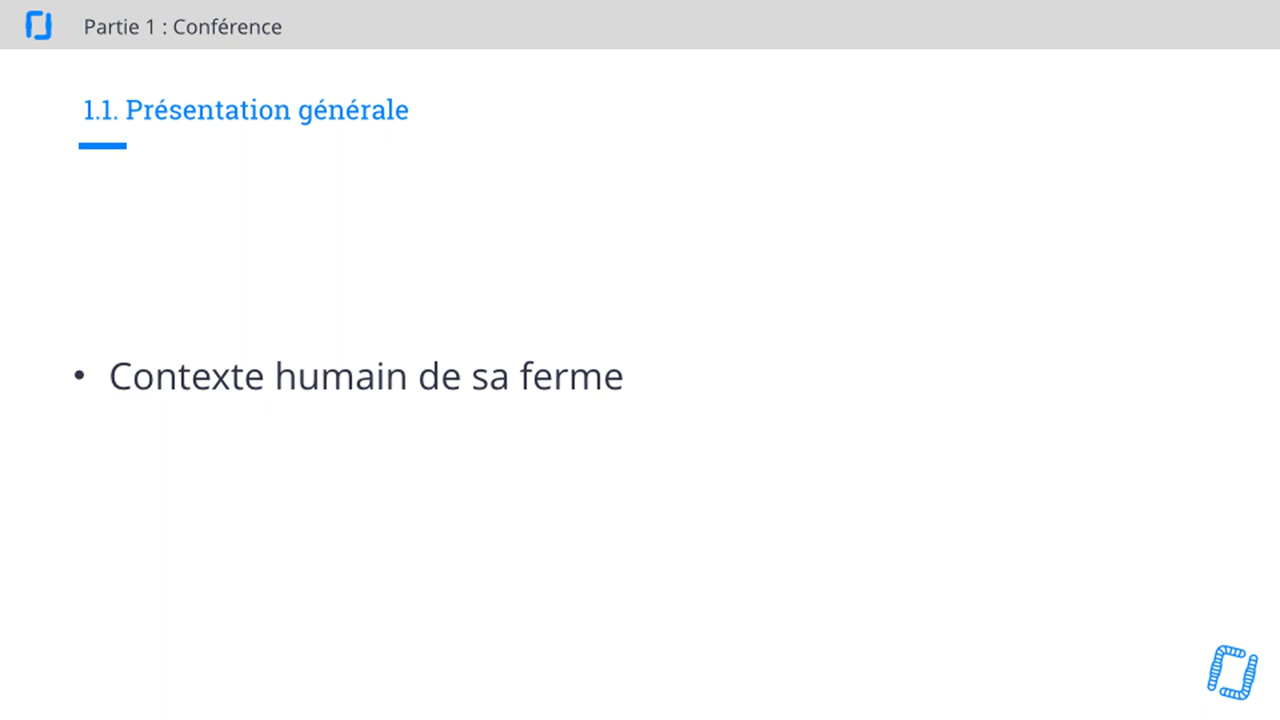 Partie 1 : Conférence
1.1. Présentation générale
• Contexte humain de sa ferme